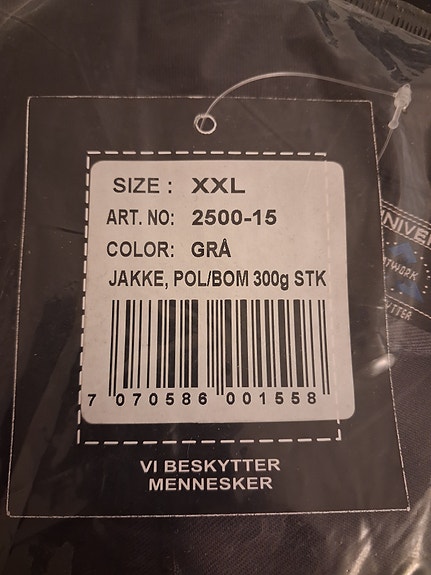 SIZE : XXL
ART. NO: 2500-15
COLOR: GRÅ
JAKKE, POL/BOM 300g STK
7 070586 001558
VI BESKYTTER
MENNESKER